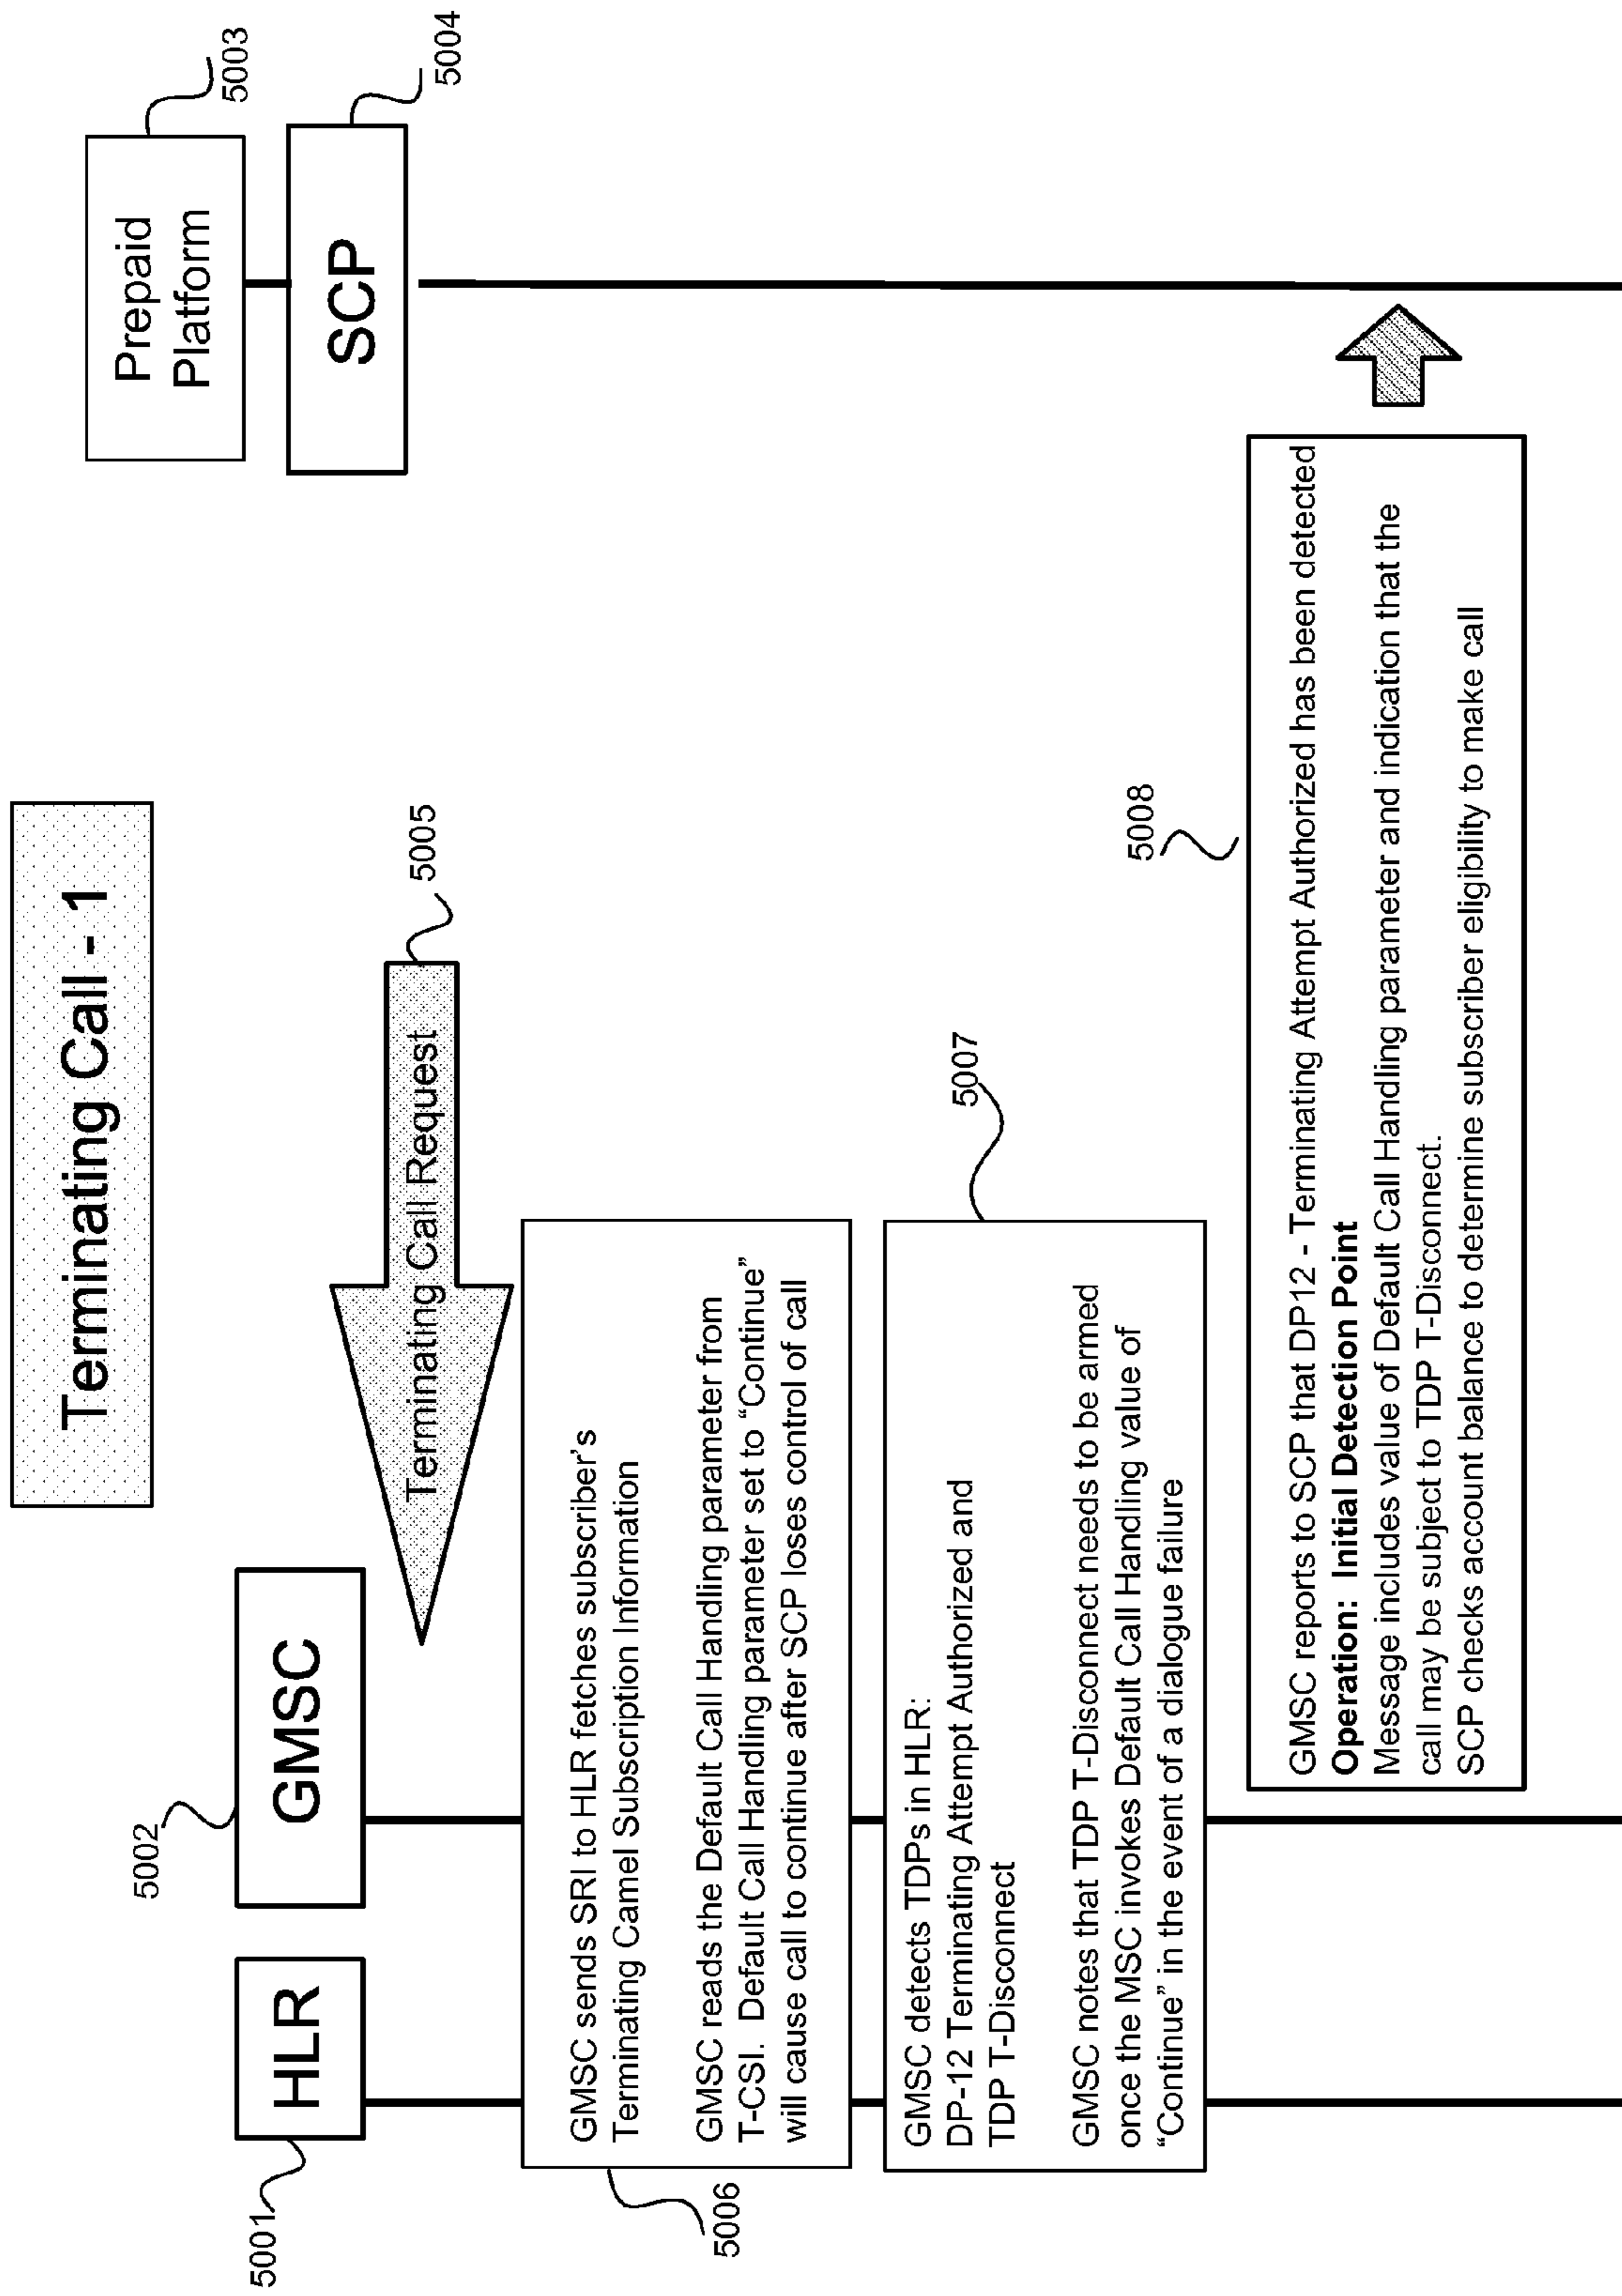 Terminating Call - 1
5001
HLR
5002
GMSC
Prepaid
Platform
5003
SCP
5004
Terminating Call Request
5005
GMSC sends SRI to HLR fetches subscriber's
Terminating Camel Subscription Information
GMSC reads the Default Call Handling parameter from
T-CSI. Default Call Handling parameter set to “Continue”
will cause call to continue after SCP loses control of call
5006
GMSC detects TDPs in HLR:
DP-12 Terminating Attempt Authorized and
TDP T-Disconnect
GMSC notes that TDP T-Disconnect needs to be armed
once the MSC invokes Default Call Handling value of
“Continue” in the event of a dialogue failure
5007
5008
GMSC reports to SCP that DP12 - Terminating Attempt Authorized has been detected
Operation: Initial Detection Point
Message includes value of Default Call Handling parameter and indication that the
call may be subject to TDP T-Disconnect.
SCP checks account balance to determine subscriber eligibility to make call